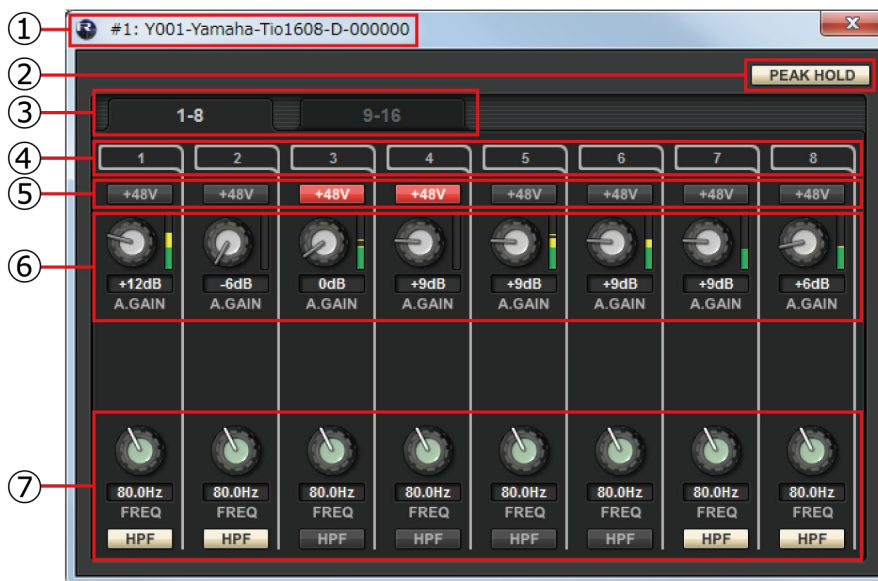 ① #1: Y001-Yamaha-Tio1608-D-000000 X
② PEAK HOLD
③ 1-8 9-16
④ 1 2 3 4 5 6 7 8
⑤ +48V +48V +48V +48V +48V +48V +48V +48V
⑥ +12dB -6dB 0dB +9dB +9dB +9dB +9dB +6dB
A.GAIN A.GAIN A.GAIN A.GAIN A.GAIN A.GAIN A.GAIN A.GAIN
⑦ 80.0Hz 80.0Hz 80.0Hz 80.0Hz 80.0Hz 80.0Hz 80.0Hz 80.0Hz
FREQ FREQ FREQ FREQ FREQ FREQ FREQ FREQ
HPF HPF HPF HPF HPF HPF HPF HPF